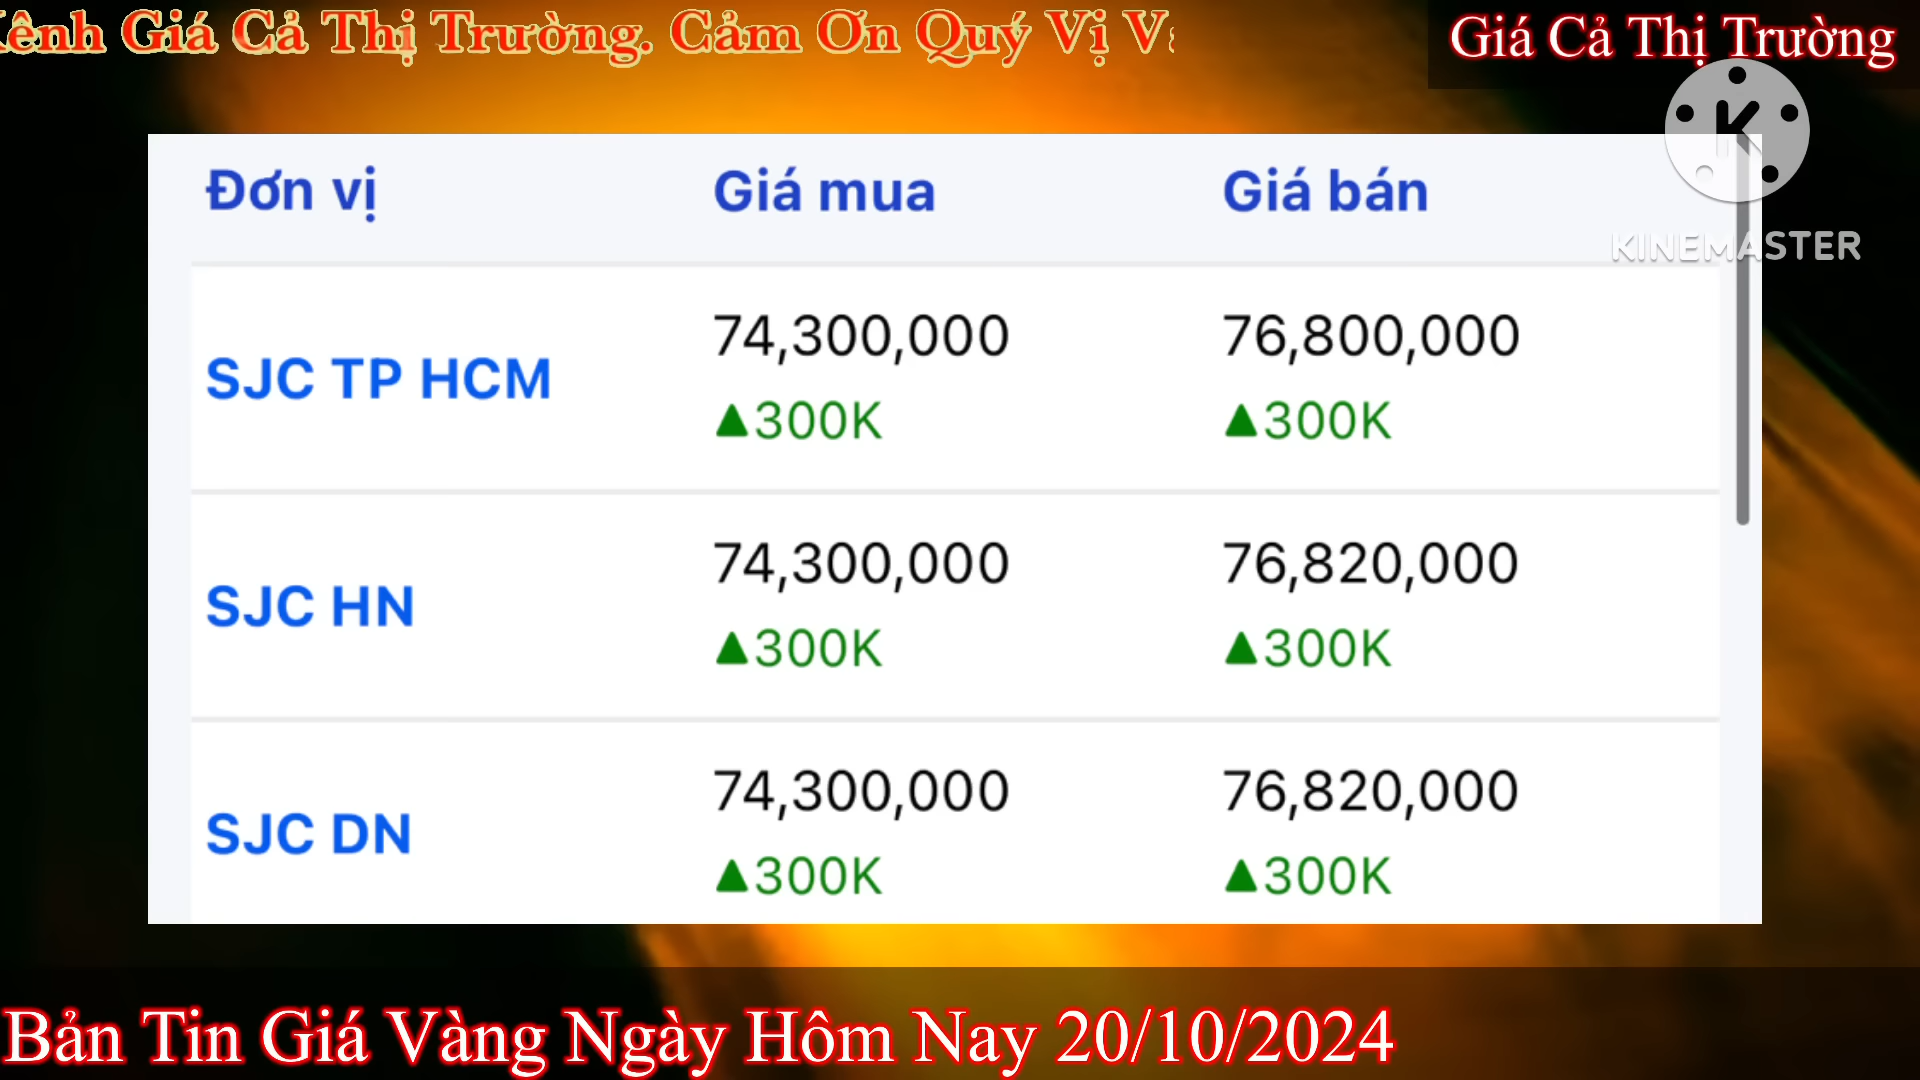 Kênh Giá Cả Thị Trường. Cảm Ơn Quý Vị V
Giá Cả Thị Trường
KINEMASTER
Đơn vị Giá mua Giá bán
74,300,000 76,800,000
SJC TP HCM
▲300K ▲300K
74,300,000 76,820,000
SJC HN
▲300K ▲300K
74,300,000 76,820,000
SJC DN
▲300K ▲300K
Bản Tin Giá Vàng Ngày Hôm Nay 20/10/2024